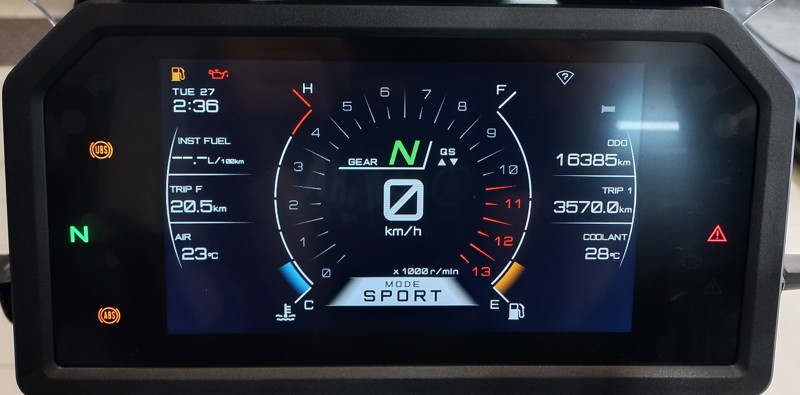 TUE 27
2:36
H
F
INST FUEL
--.-L/100km
TRIP F
20.5km
AIR
23°C
UBS
N
ABS
0
1
2
3
4
5
6
7
8
9
10
11
12
13
GEAR N
QS
0
km/h
x1000r/min
MODE
SPORT
C
E
ODO
16385km
TRIP 1
3570.0km
COOLANT
28°C